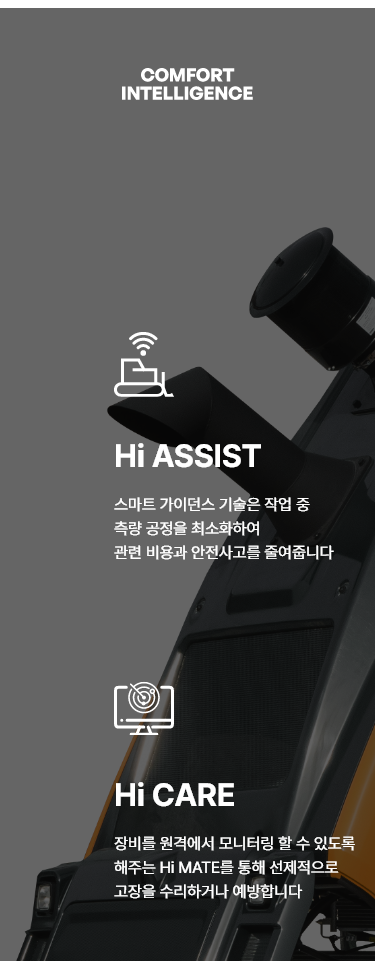 COMFORT
INTELLIGENCE
Hi ASSIST
스마트 가이던스 기술은 작업 중
측량 공정을 최소화하여
관련 비용과 안전사고를 줄여줍니다
Hi CARE
장비를 원격에서 모니터링 할 수 있도록
해주는 Hi MATE를 통해 선제적으로
고장을 수리하거나 예방합니다